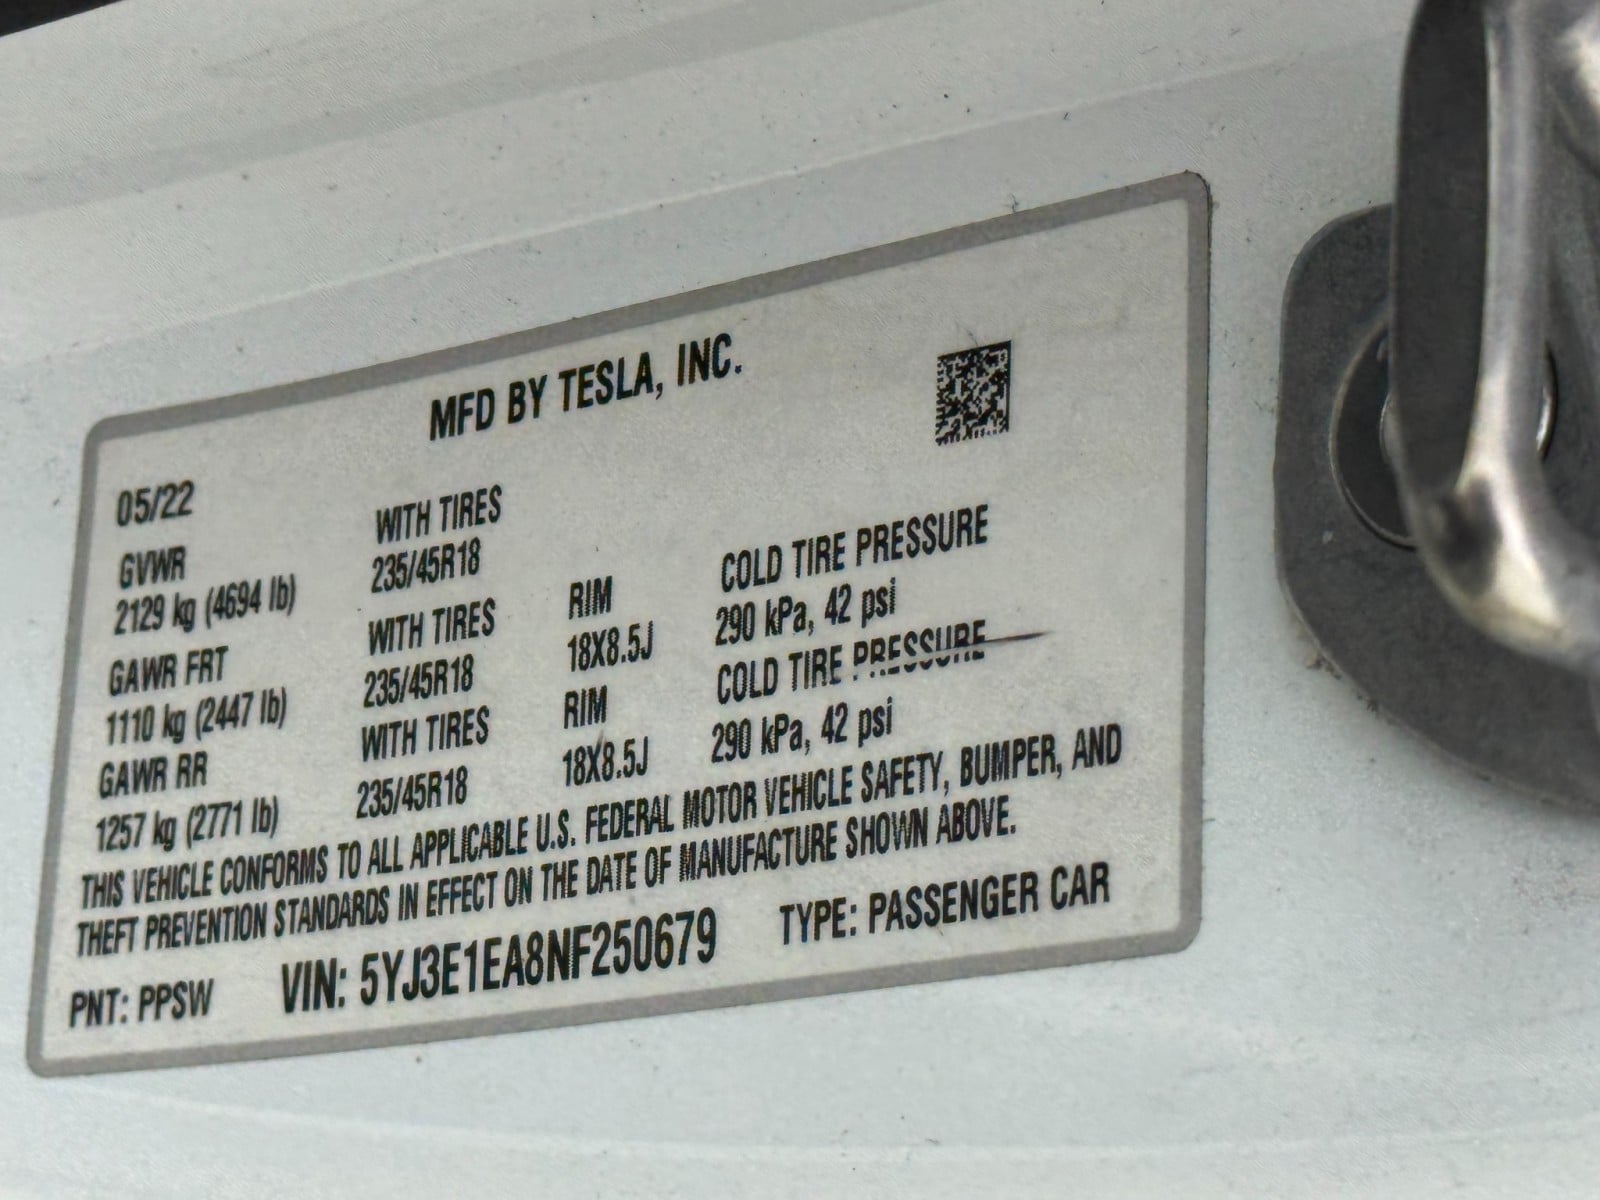 MFD BY TESLA, INC.
05/22
GVWR WITH TIRES
2129 kg (4694 lb) 235/45R18
GAWR FRT WITH TIRES RIM COLD TIRE PRESSURE
1110 kg (2447 lb) 235/45R18 18X8.5J 290 kPa, 42 psi
GAWR RR WITH TIRES RIM COLD TIRE PRESSURE
1257 kg (2771 lb) 235/45R18 18X8.5J 290 kPa, 42 psi
THIS VEHICLE CONFORMS TO ALL APPLICABLE U.S. FEDERAL MOTOR VEHICLE SAFETY, BUMPER, AND
THEFT PREVENTION STANDARDS IN EFFECT ON THE DATE OF MANUFACTURE SHOWN ABOVE.
PNT: PPSW VIN: 5YJ3E1EA8NF250679 TYPE: PASSENGER CAR